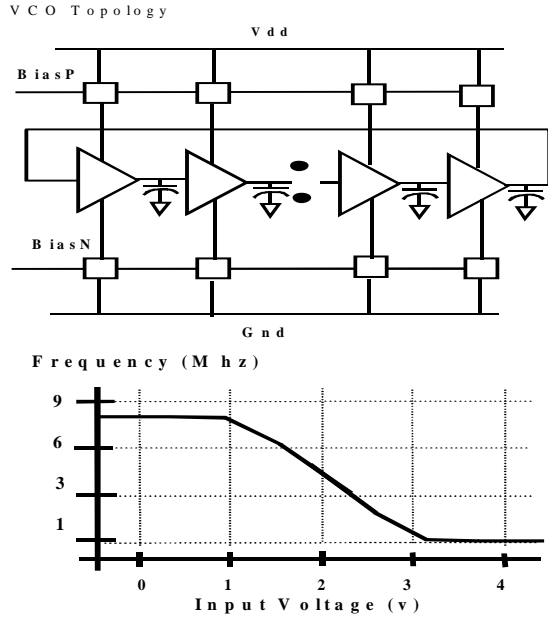 VCO Topology
Vdd
BiasP
BiasN
Gnd
Frequency (Mhz)
9
6
3
1
0 1 2 3 4
Input Voltage (v)